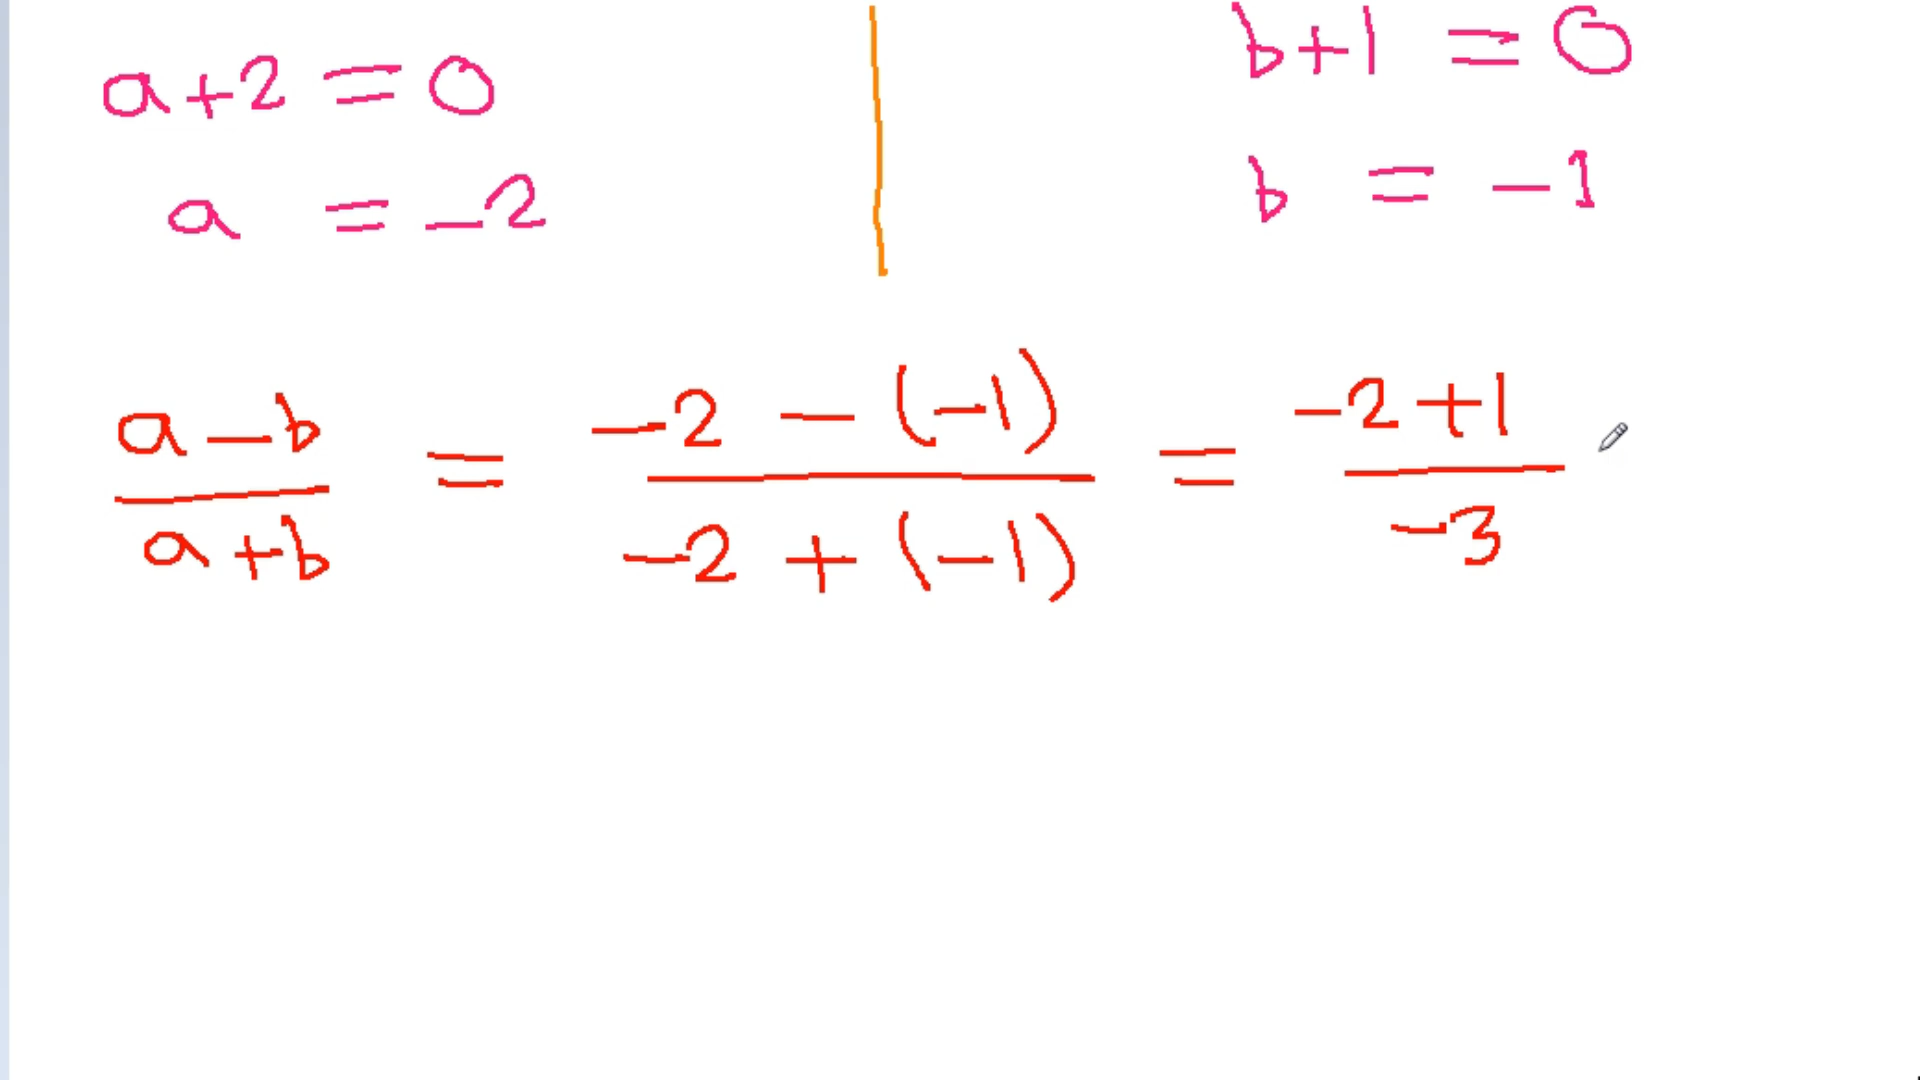 a+2 = 0
b+1 = 0
a = -2
b = -1
a-b/a+b = -2 - (-1)/-2 + (-1) = -2+1/-3